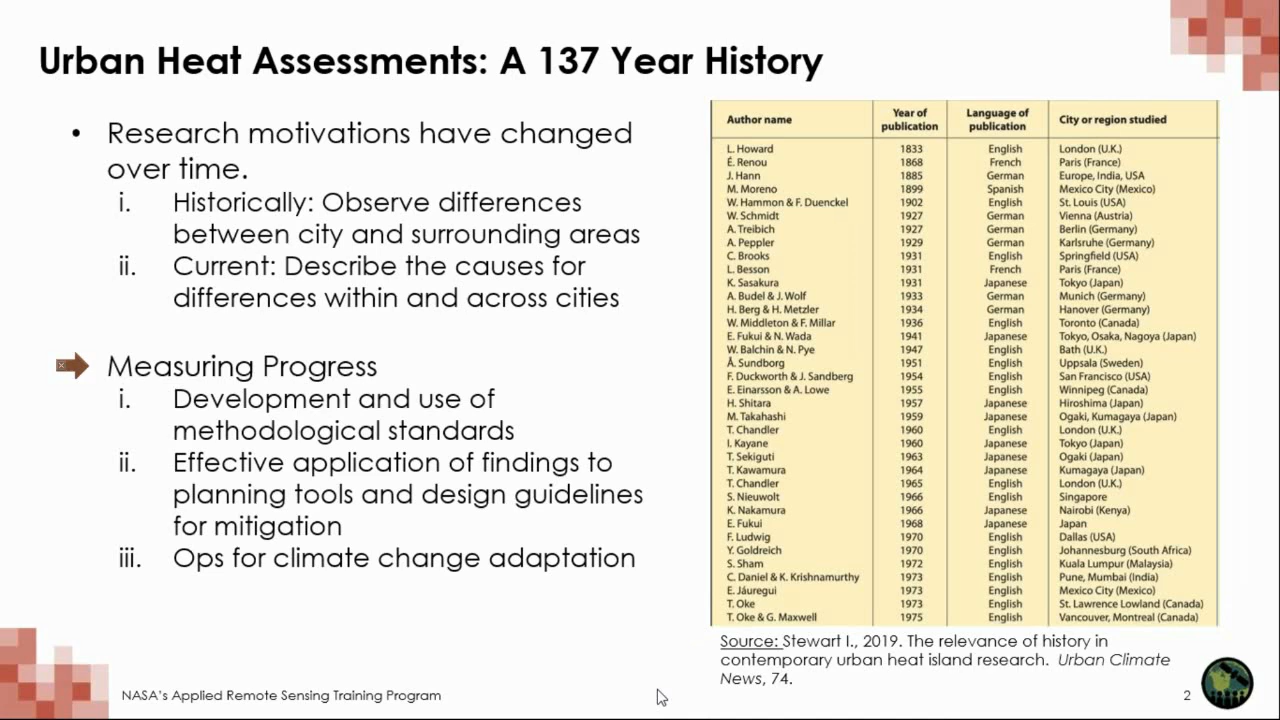 Urban Heat Assessments: A 137 Year History
• Research motivations have changed
over time.
i. Historically: Observe differences
between city and surrounding areas
ii. Current: Describe the causes for
differences within and across cities
Measuring Progress
i. Development and use of
methodological standards
ii. Effective application of findings to
planning tools and design guidelines
for mitigation
iii. Ops for climate change adaptation
Author name Year of publication Language of publication City or region studied
L. Howard 1833 English London (U.K.)
É. Renou 1868 French Paris (France)
J. Hann 1885 German Europe, India, USA
M. Moreno 1899 Spanish Mexico City (Mexico)
W. Hammon & F. Duenckel 1902 English St. Louis (USA)
W. Schmidt 1927 German Vienna (Austria)
A. Treibich 1927 German Berlin (Germany)
A. Peppler 1929 German Karlsruhe (Germany)
C. Brooks 1931 English Springfield (USA)
L. Besson 1931 French Paris (France)
K. Sasakura 1931 Japanese Tokyo (Japan)
A. Budel & J. Wolf 1933 German Munich (Germany)
H. Berg & H. Metzler 1934 German Hanover (Germany)
W. Middleton & F. Millar 1936 English Toronto (Canada)
E. Fukui & N. Wada 1941 Japanese Tokyo, Osaka, Nagoya (Japan)
W. Balchin & N. Pye 1947 English Bath (U.K.)
Å. Sundborg 1951 English Uppsala (Sweden)
F. Duckworth & J. Sandberg 1954 English San Francisco (USA)
E. Einarsson & A. Lowe 1955 English Winnipeg (Canada)
H. Shitara 1957 Japanese Hiroshima (Japan)
M. Takahashi 1959 Japanese Ogaki, Kumagaya (Japan)
T. Chandler 1960 English London (U.K.)
I. Kayane 1960 Japanese Tokyo (Japan)
T. Sekiguti 1963 Japanese Ogaki (Japan)
T. Kawamura 1964 Japanese Kumagaya (Japan)
T. Chandler 1965 English London (U.K.)
S. Nieuwolt 1966 English Singapore
K. Nakamura 1966 Japanese Nairobi (Kenya)
E. Fukui 1968 Japanese Japan
F. Ludwig 1970 English Dallas (USA)
Y. Goldreich 1970 English Johannesburg (South Africa)
S. Sham 1972 English Kuala Lumpur (Malaysia)
C. Daniel & K. Krishnamurthy 1973 English Pune, Mumbai (India)
E. Jáuregui 1973 English Mexico City (Mexico)
T. Oke 1973 English St. Lawrence Lowland (Canada)
T. Oke & G. Maxwell 1975 English Vancouver, Montreal (Canada)
Source: Stewart I., 2019. The relevance of history in
contemporary urban heat island research. Urban Climate
News, 74.
NASA's Applied Remote Sensing Training Program
2